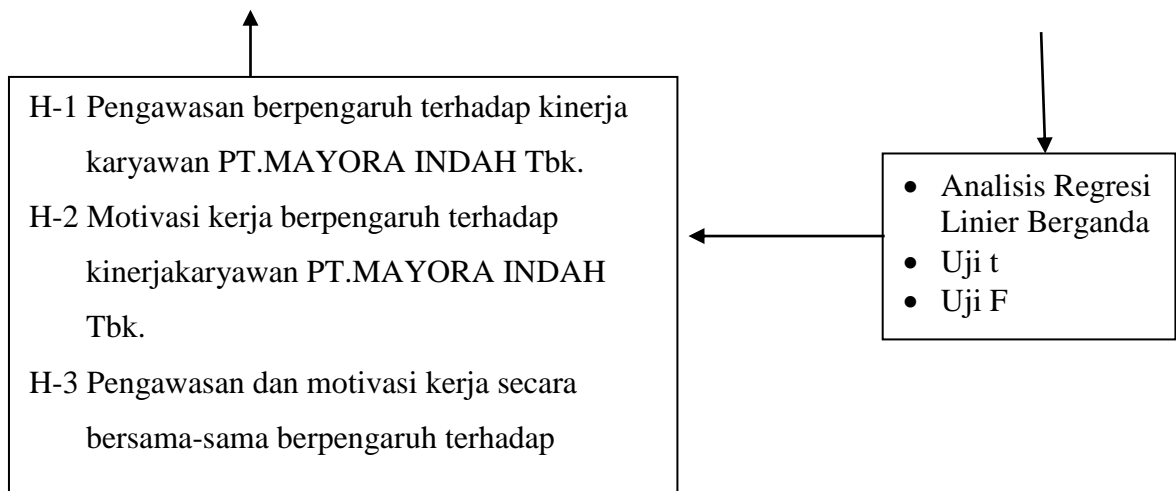 H-1 Pengawasan berpengaruh terhadap kinerja
karyawan PT.MAYORA INDAH Tbk.
H-2 Motivasi kerja berpengaruh terhadap
kinerjakaryawan PT.MAYORA INDAH
Tbk.
H-3 Pengawasan dan motivasi kerja secara
bersama-sama berpengaruh terhadap
• Analisis Regresi
Linier Berganda
• Uji t
• Uji F